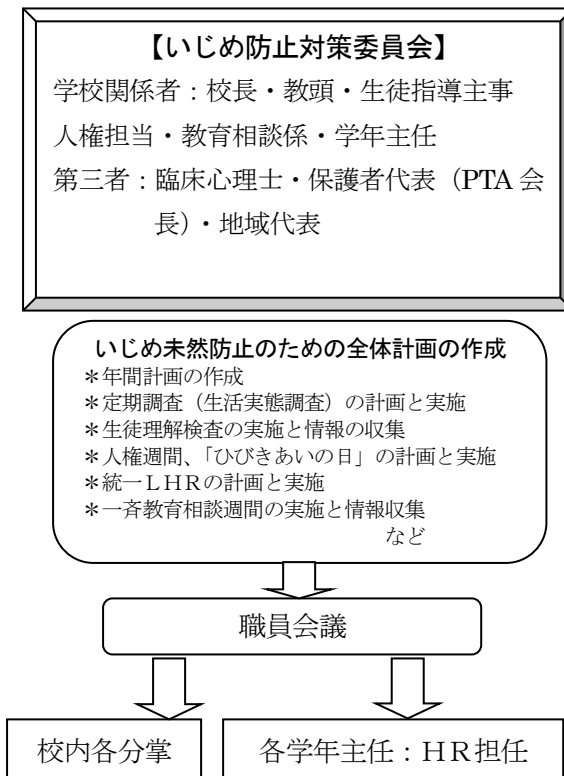 【いじめ防止対策委員会】
学校関係者：校長・教頭・生徒指導主事
人権担当・教育相談係・学年主任
第三者：臨床心理士・保護者代表（PTA 会
長）・地域代表
いじめ未然防止のための全体計画の作成
＊年間計画の作成
＊定期調査（生活実態調査）の計画と実施
＊生徒理解検査の実施と情報の収集
＊人権週間、「ひびきあいの日」の計画と実施
＊統一ＬＨＲの計画と実施
＊一斉教育相談週間の実施と情報収集
など
職員会議
校内各分掌
各学年主任：ＨＲ担任